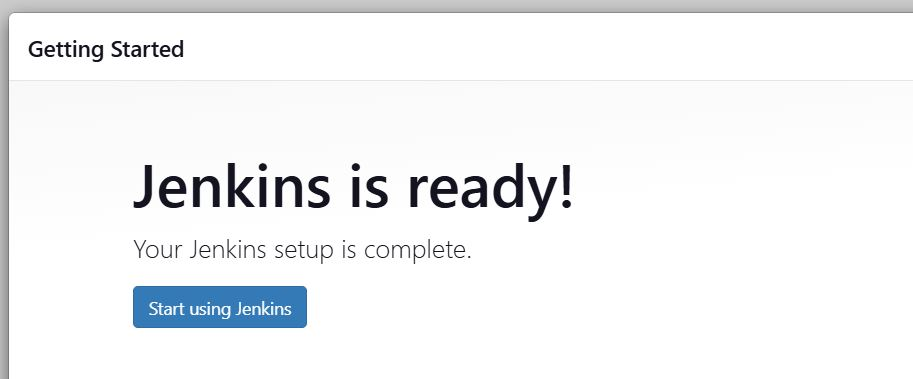 Getting Started
Jenkins is ready!
Your Jenkins setup is complete.
Start using Jenkins